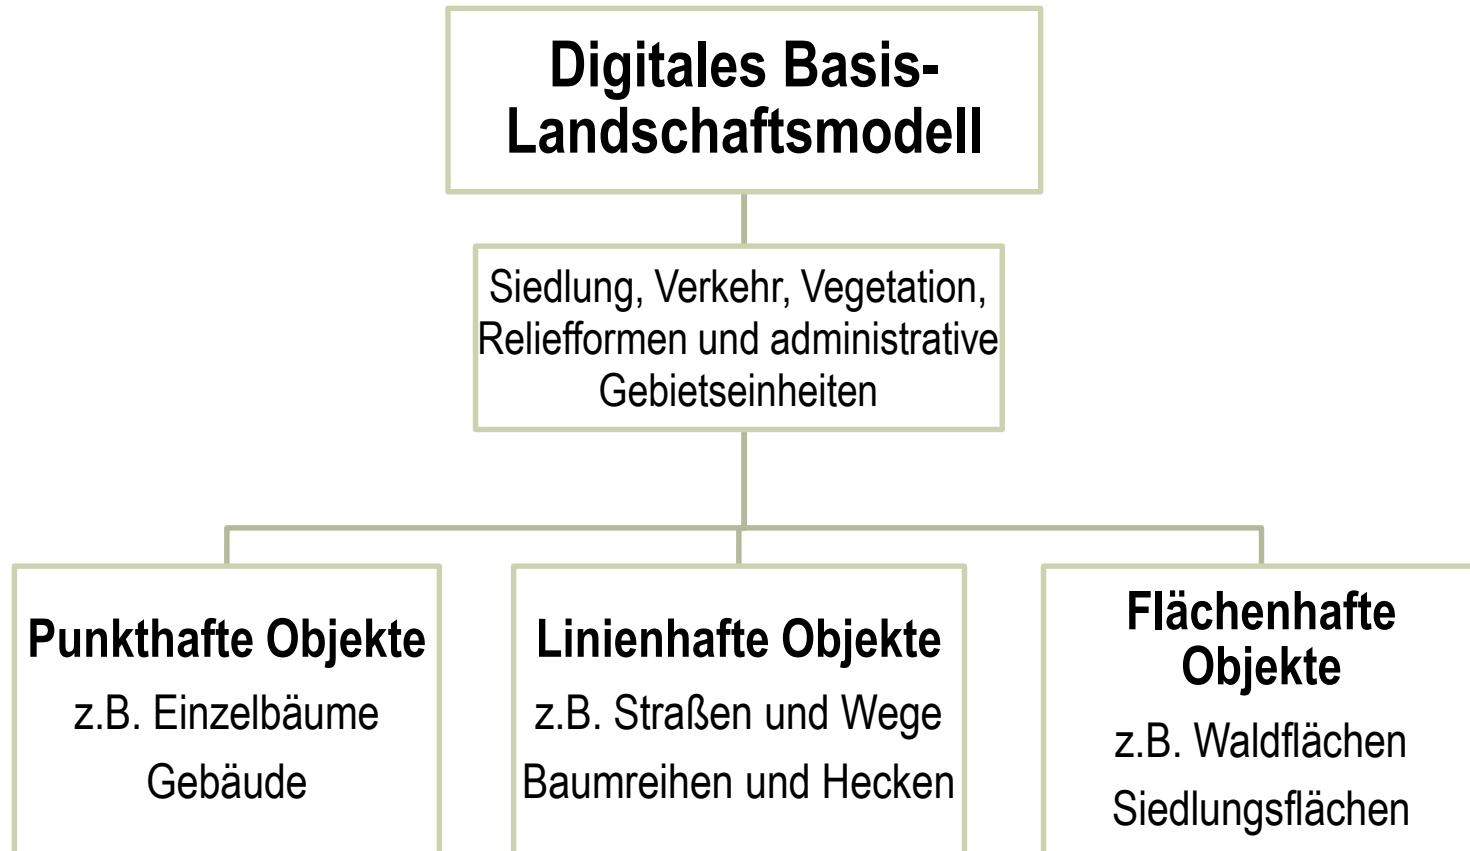 Digitales Basis-
Landschaftsmodell
Siedlung, Verkehr, Vegetation,
Reliefformen und administrative
Gebietseinheiten
Punkthafte Objekte
z.B. Einzelbäume
Gebäude
Linienhafte Objekte
z.B. Straßen und Wege
Baumreihen und Hecken
Flächenhafte
Objekte
z.B. Waldflächen
Siedlungsflächen